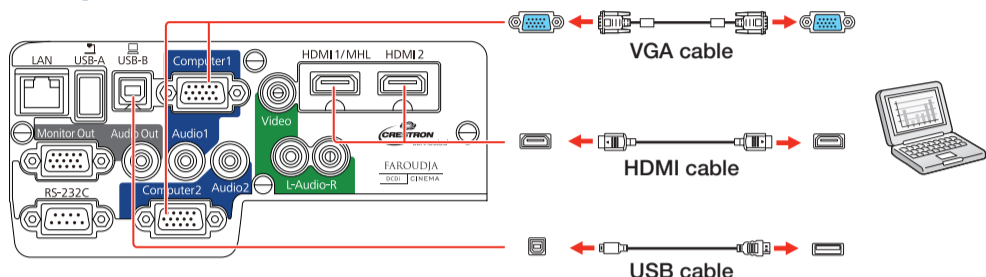 VGA cable
HDMI 1/ MHL HDMI 2
LAN USB-A USB-B Computer1
Video
Monitor Out Audio Out Audio1
CRESTRON
HDMI cable
FAROUDJA
DCDi CINEMA
RS-232C Computer2 Audio2 L-Audio-R
USB cable